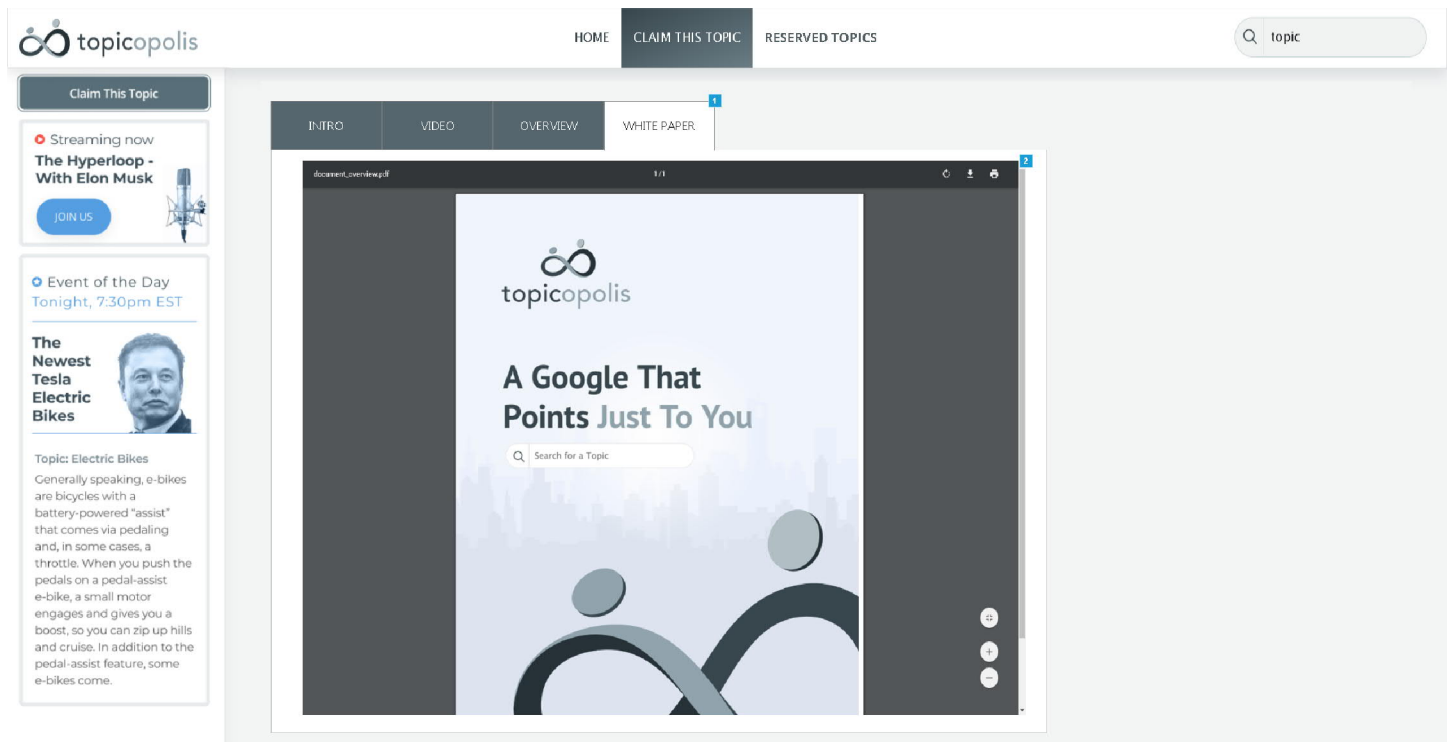 topicopolis
HOME
CLAIM THIS TOPIC
RESERVED TOPICS
topic
Claim This Topic
Streaming now
The Hyperloop -
With Elon Musk
JOIN US
Event of the Day
Tonight, 7:30pm EST
The
Newest
Tesla
Electric
Bikes
Topic: Electric Bikes
Generally speaking, e-bikes
are bicycles with a
battery-powered "assist"
that comes via pedaling
and, in some cases, a
throttle. When you push the
pedals on a pedal-assist
e-bike, a small motor
engages and gives you a
boost, so you can zip up hills
and cruise. In addition to the
pedal-assist feature, some
e-bikes come.
INTRO
VIDEO
OVERVIEW
WHITE PAPER
1
2
document_overview.pdf
1/1
topicopolis
A Google That
Points Just To You
Search for a Topic